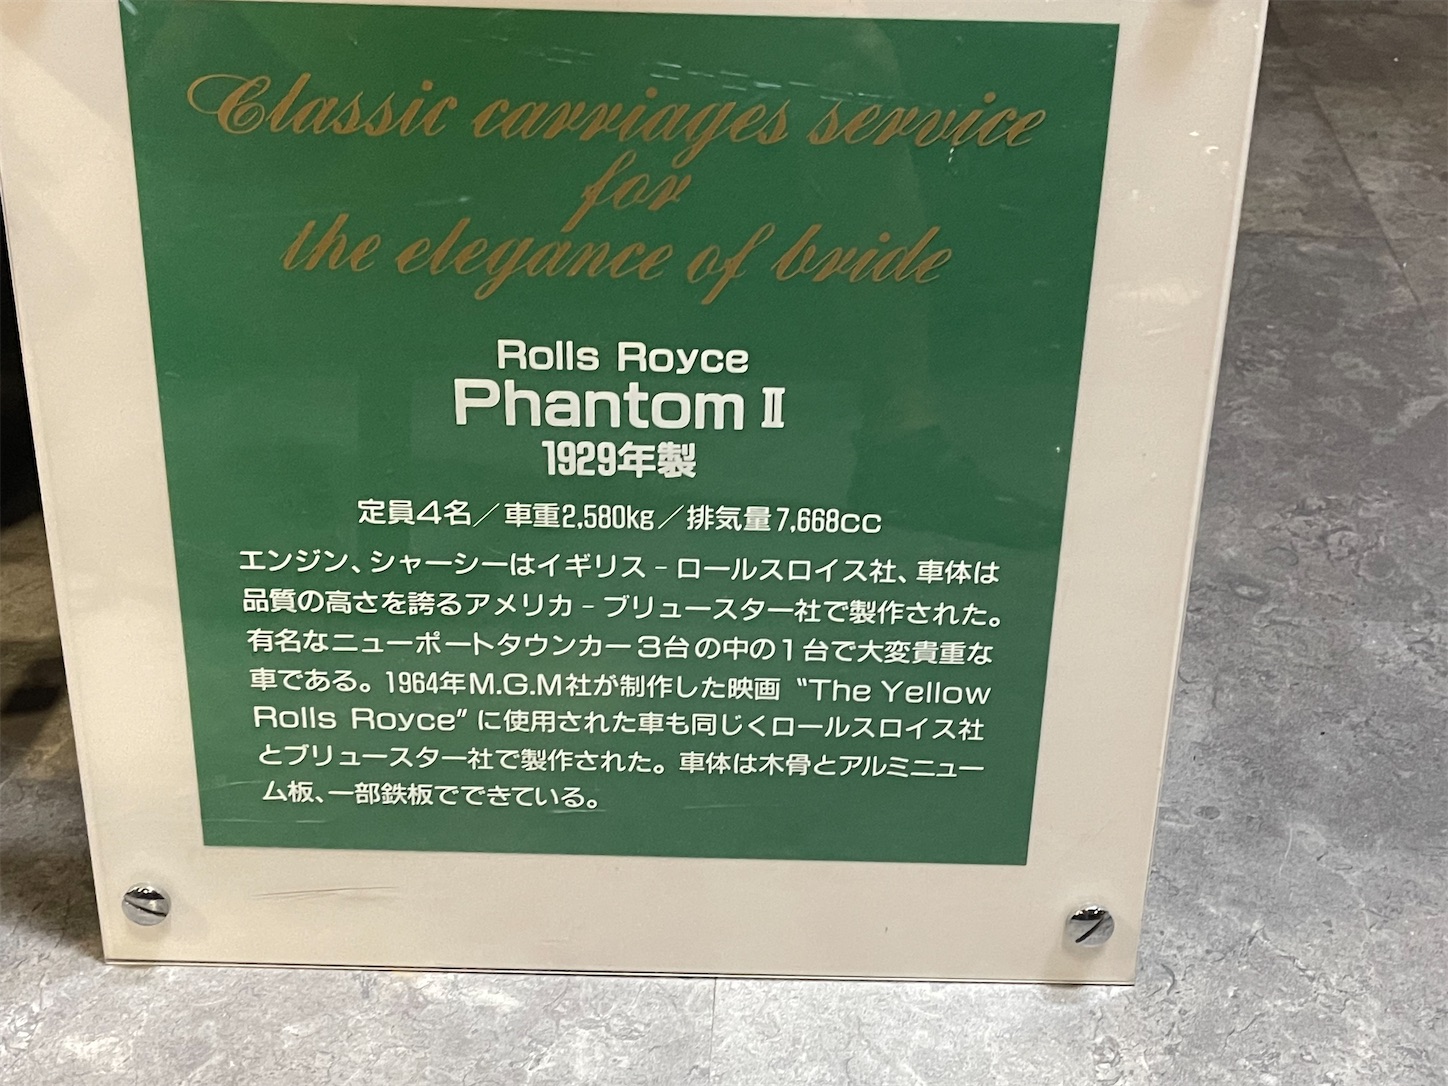 Classic carriages service
for
the elegance of bride
Rolls Royce
Phantom Ⅱ
1929年製
定員4名／車重2,580kg／排気量7,668cc
エンジン、シャーシーはイギリス－ロールスロイス社、車体は
品質の高さを誇るアメリカ－ブリュースター社で製作された。
有名なニューポートタウンカー3台の中の1台で大変貴重な
車である。1964年M.G.M社が制作した映画〝The Yellow
Rolls Royce”に使用された車も同じくロールスロイス社
とブリュースター社で製作された。車体は木骨とアルミニュー
ム板、一部鉄板でできている。